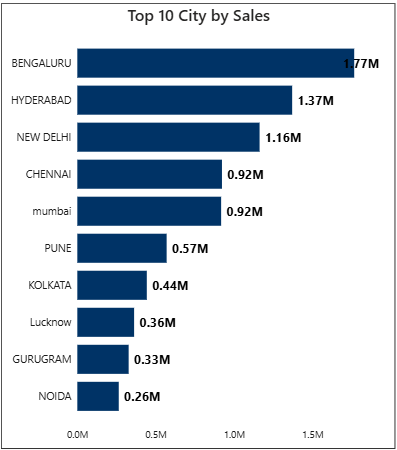 Top 10 City by Sales
BENGALURU 1.77M
HYDERABAD 1.37M
NEW DELHI 1.16M
CHENNAI 0.92M
mumbai 0.92M
PUNE 0.57M
KOLKATA 0.44M
Lucknow 0.36M
GURUGRAM 0.33M
NOIDA 0.26M
0.0M 0.5M 1.0M 1.5M